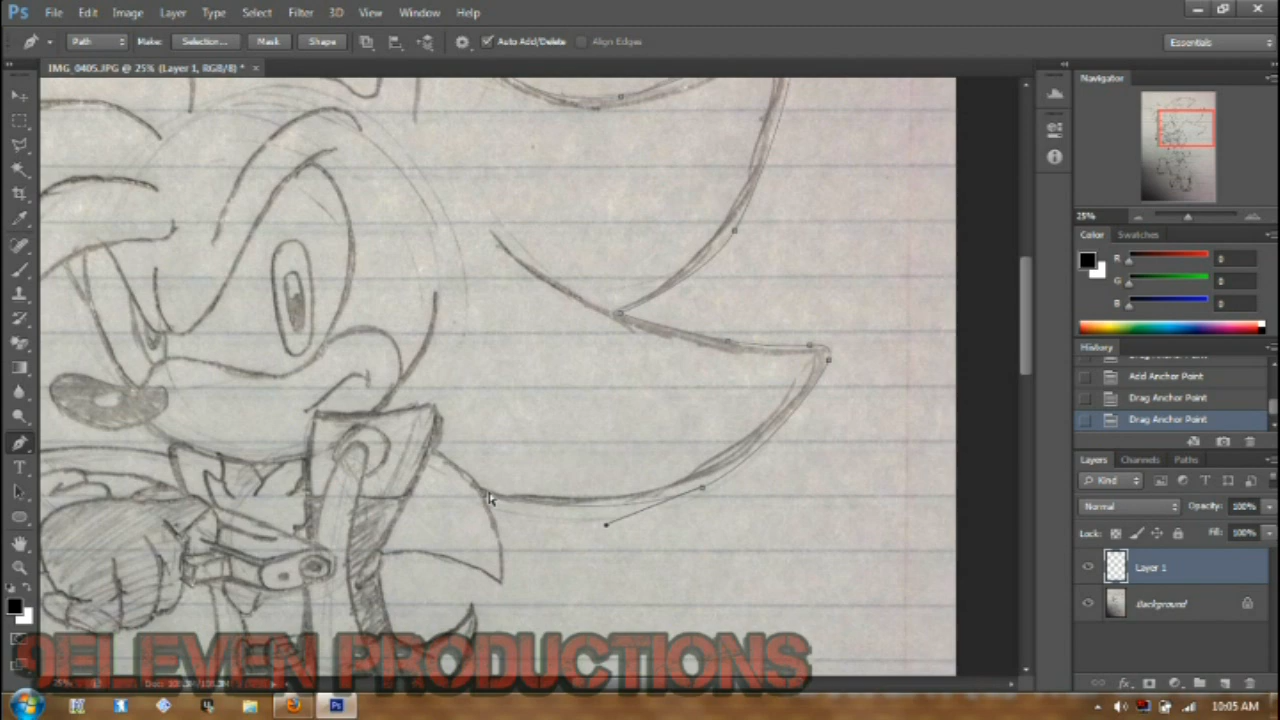 Ps File Edit Image Layer Type Select Filter 3D View Window Help
Path Make: Selection... Mask Shape Auto Add/Delete Align Edges Essentials
IMG_0405.JPG @ 25% (Layer 1, RGB/8) *
Navigator
25%
Color Swatches
R 0
G 0
B 0
History
Add Anchor Point
Drag Anchor Point
Drag Anchor Point
Layers Channels Paths
Kind
Normal Opacity: 100%
Lock: Fill: 100%
Layer 1
Background
9ELEVEN PRODUCTIONS
10:05 AM